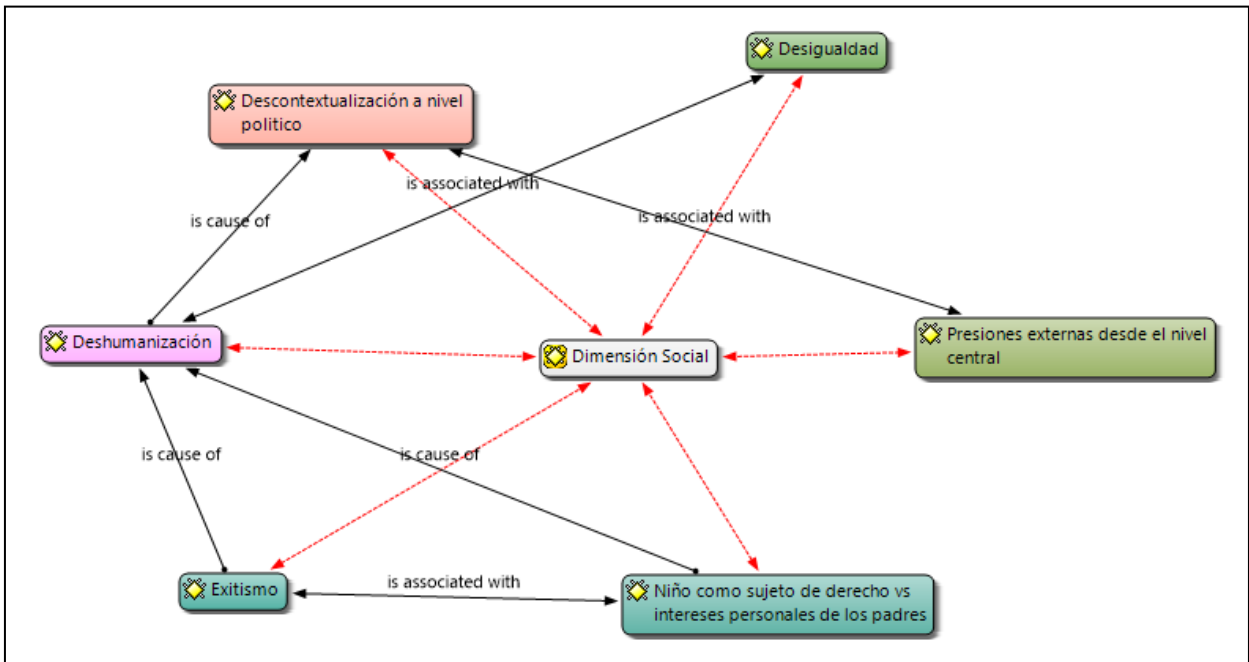 Desigualdad
Descontextualización a nivel
politico
is associated with
is cause of
is associated with
Deshumanización
Dimensión Social
Presiones externas desde el nivel
central
is cause of
is cause of
Exitismo
is associated with
Niño como sujeto de derecho vs
intereses personales de los padres